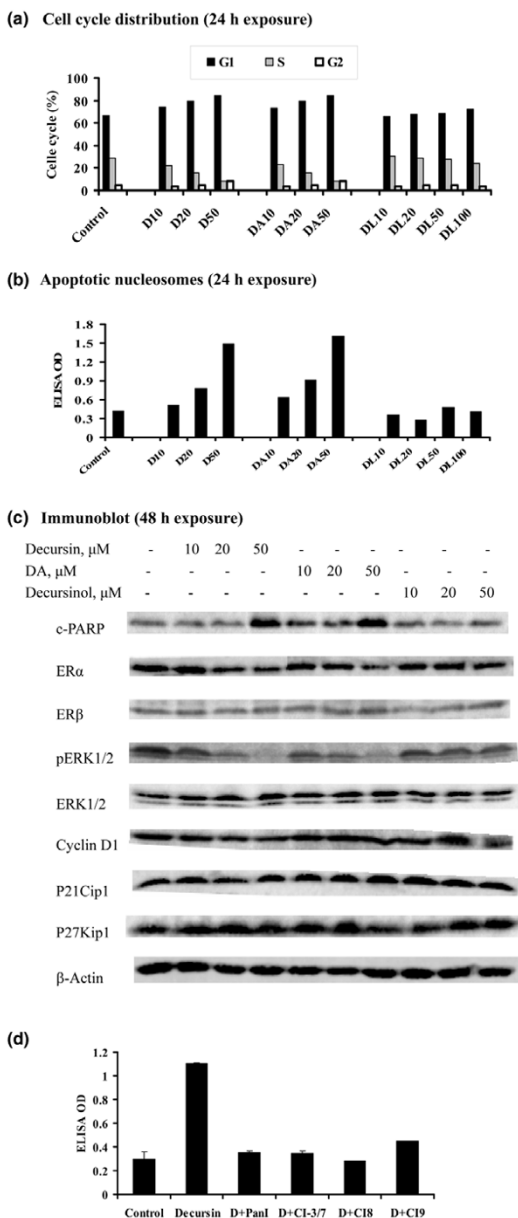 (a) Cell cycle distribution (24 h exposure)
G1 S G2
Celle cycle (%)
100
80
60
40
20
0
Control D10 D20 D50 DA10 DA20 DA50 DL10 DL20 DL50 DL100
(b) Apoptotic nucleosomes (24 h exposure)
ELISA OD
1.8
1.5
1.2
0.9
0.6
0.3
0
Control D10 D20 D50 DA10 DA20 DA50 DL10 DL20 DL50 DL100
(c) Immunoblot (48 h exposure)
Decursin, μM - 10 20 50 - - - - - -
DA, μM - - - - 10 20 50 - - -
Decursinol, μM - - - - - - - 10 20 50
c-PARP
ERα
ERβ
pERK1/2
ERK1/2
Cyclin D1
P21Cip1
P27Kip1
β-Actin
(d)
ELISA OD
1.2
1
0.8
0.6
0.4
0.2
0
Control Decursin D+PanI D+CI-3/7 D+CI8 D+CI9